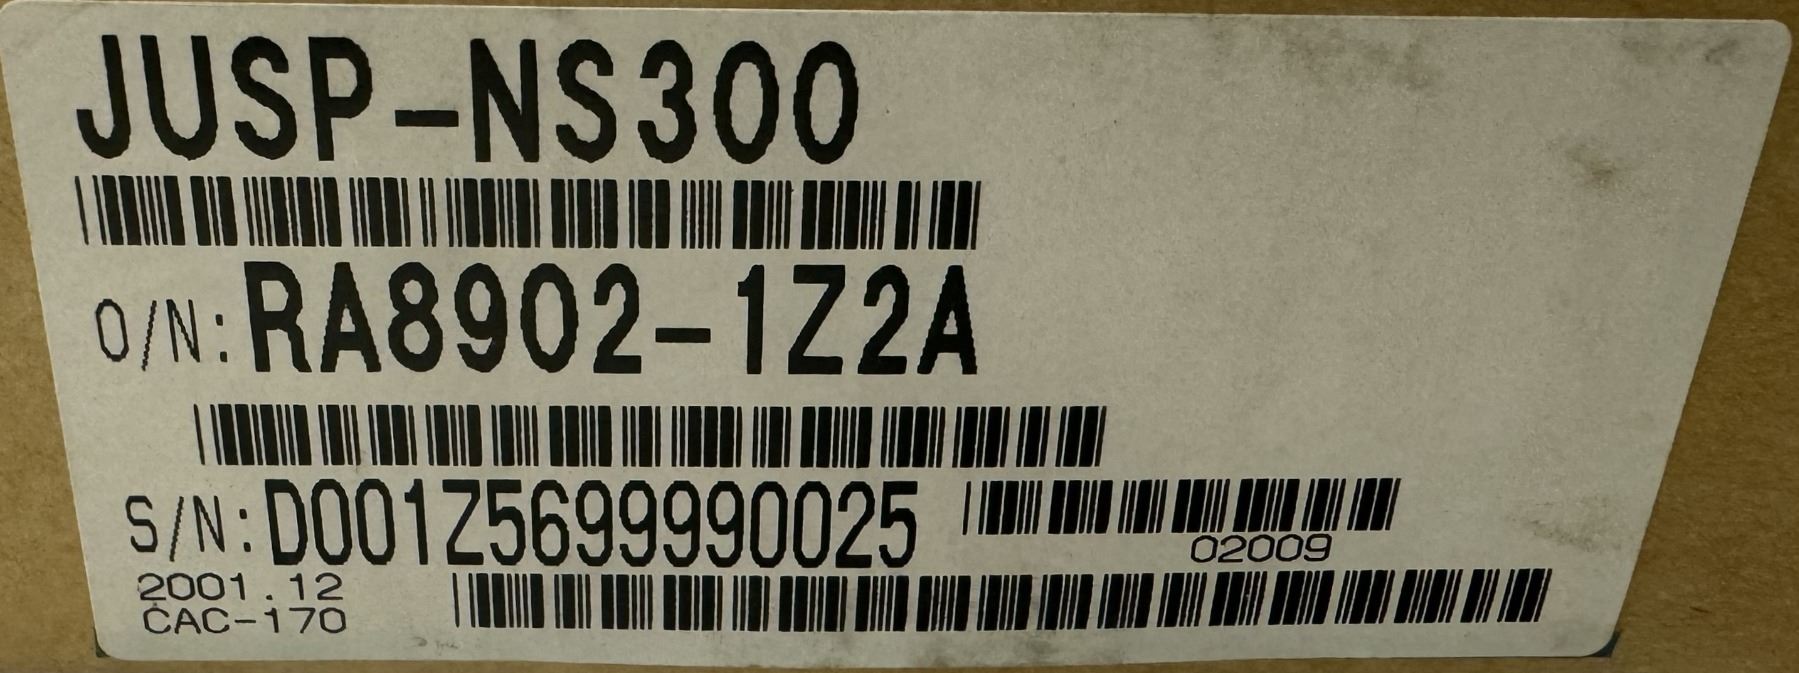 JUSP-NS300
O/N: RA8902-1Z2A
S/N: D001Z5699990025
02009
2001.12
CAC-170